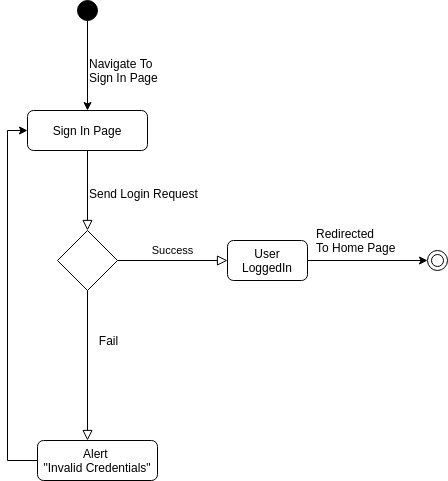 Navigate To
Sign In Page
Sign In Page
Send Login Request
Success
User
LoggedIn
Redirected
To Home Page
Fail
Alert
"Invalid Credentials"